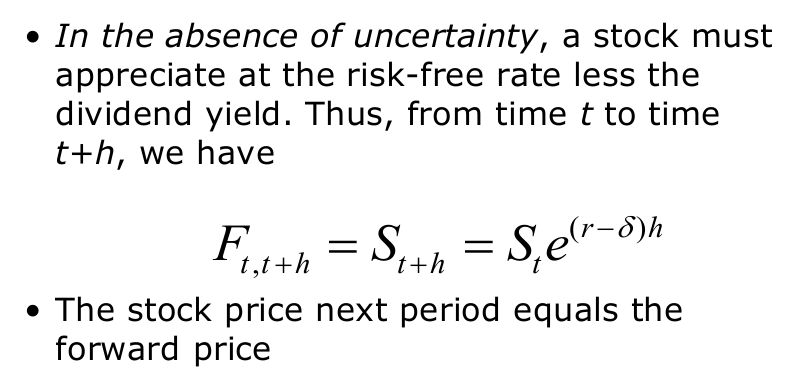 • In the absence of uncertainty, a stock must
appreciate at the risk-free rate less the
dividend yield. Thus, from time t to time
t+h, we have
F_{t,t+h} = S_{t+h} = S_t e^{(r−δ)h}
• The stock price next period equals the
forward price